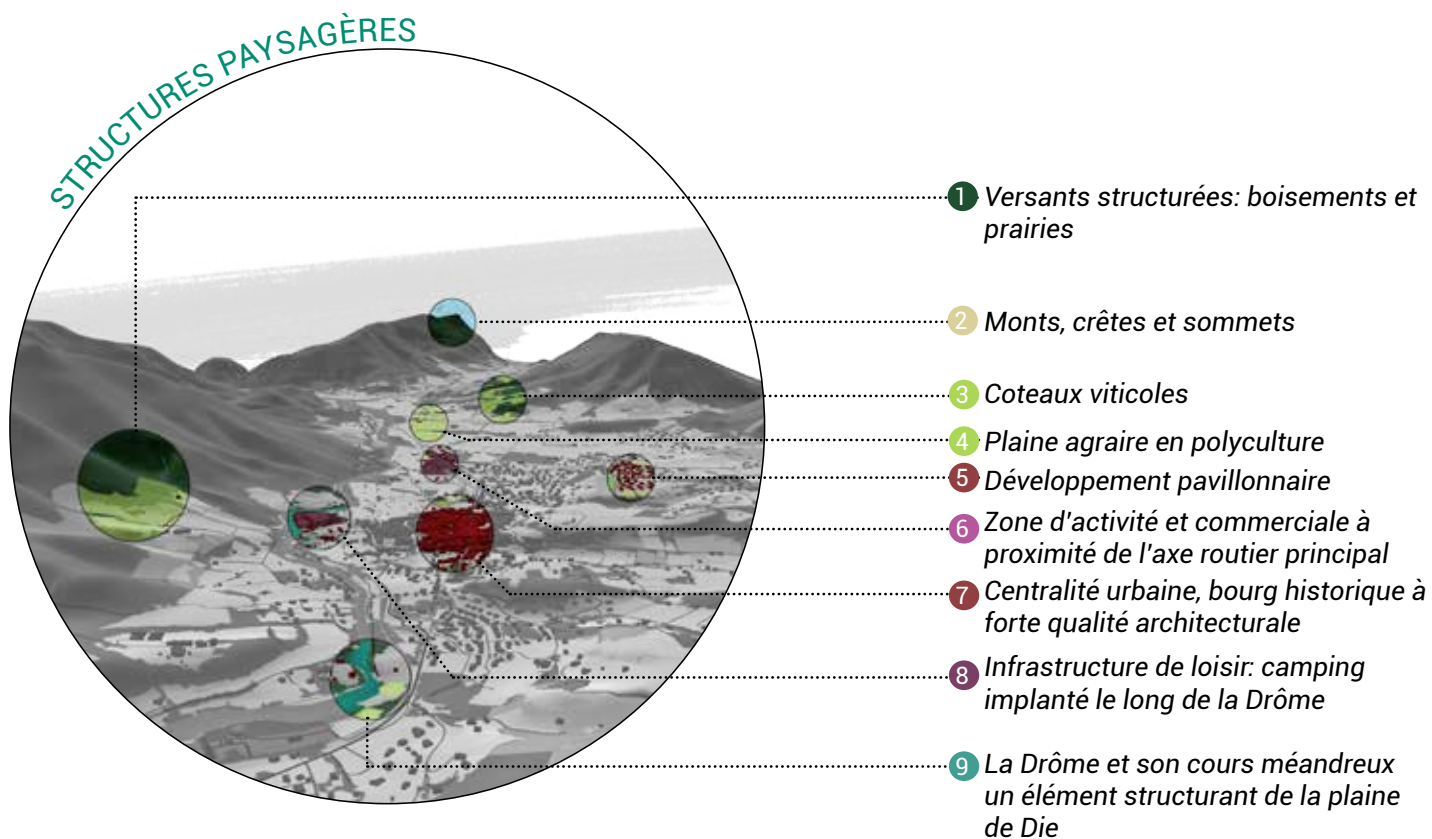 STRUCTURES PAYSAGÈRES
1 Versants structurées: boisements et
prairies
2 Monts, crêtes et sommets
3 Coteaux viticoles
4 Plaine agraire en polyculture
5 Développement pavillonnaire
6 Zone d'activité et commerciale à
proximité de l'axe routier principal
7 Centralité urbaine, bourg historique à
forte qualité architecturale
8 Infrastructure de loisir: camping
implanté le long de la Drôme
9 La Drôme et son cours méandreux
un élément structurant de la plaine
de Die